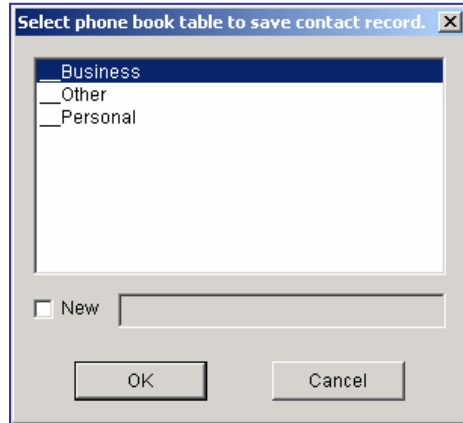 Select phone book table to save contact record.
__Business
__Other
__Personal
New
OK
Cancel